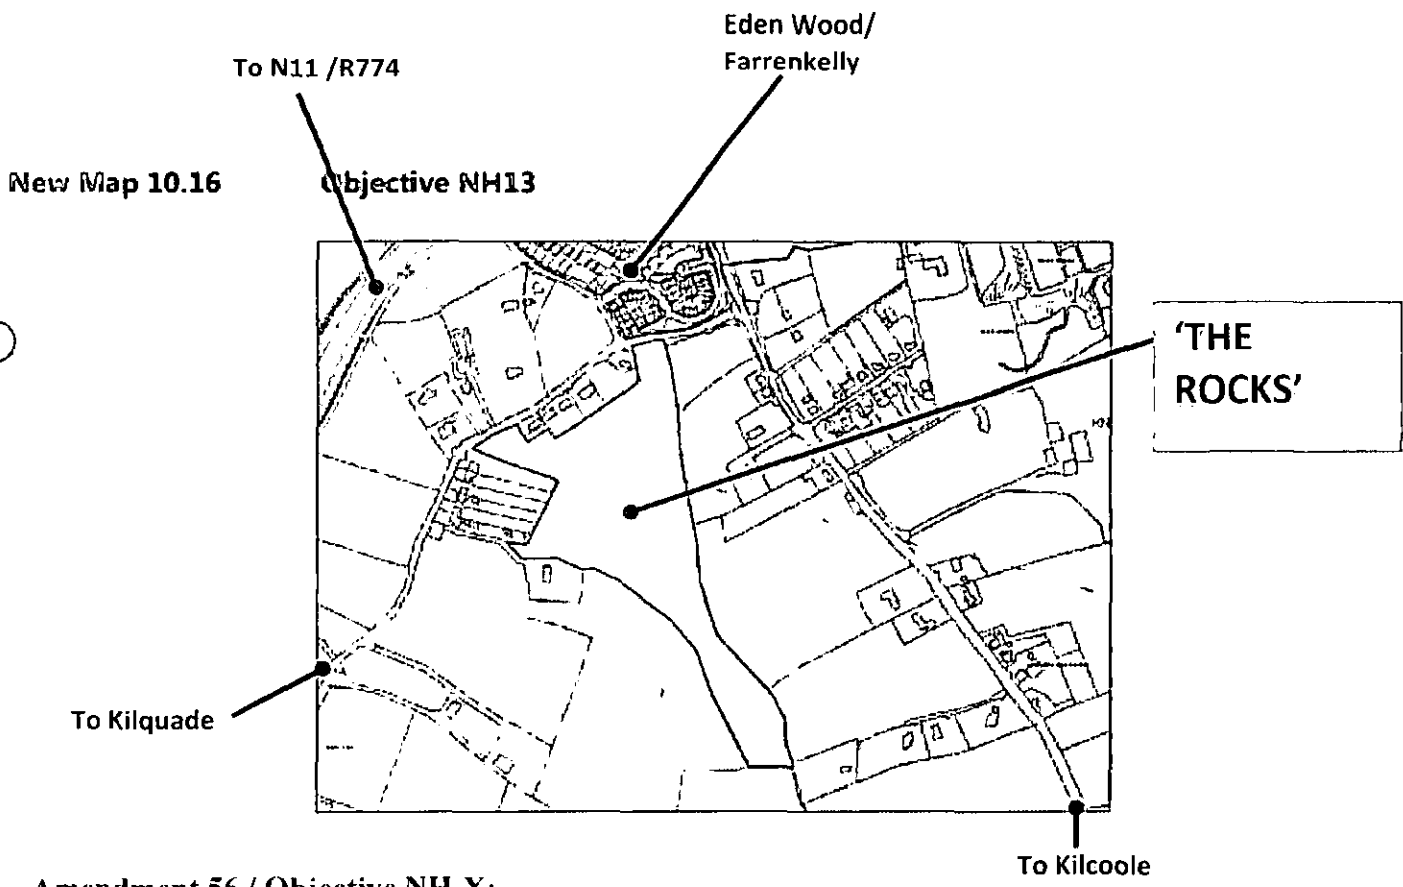 Eden Wood/
Farrenkelly
To N11 /R774
New Map 10.16 Objective NH13
'THE
ROCKS'
To Kilquade
To Kilcoole
Amendment 56 / Objective NH X: